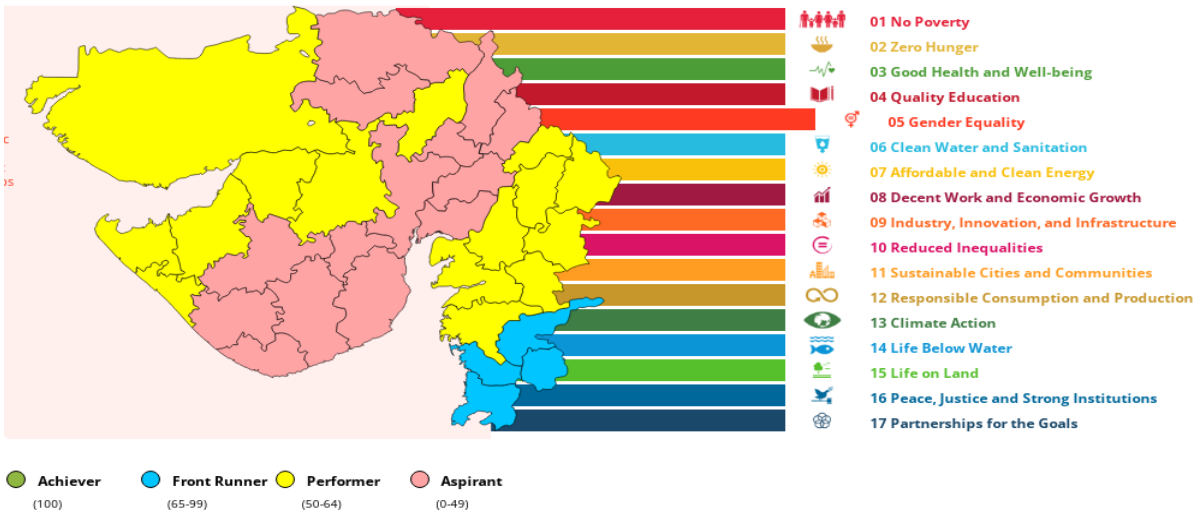 01 No Poverty
02 Zero Hunger
03 Good Health and Well-being
04 Quality Education
05 Gender Equality
06 Clean Water and Sanitation
07 Affordable and Clean Energy
08 Decent Work and Economic Growth
09 Industry, Innovation, and Infrastructure
10 Reduced Inequalities
11 Sustainable Cities and Communities
12 Responsible Consumption and Production
13 Climate Action
14 Life Below Water
15 Life on Land
16 Peace, Justice and Strong Institutions
17 Partnerships for the Goals
Achiever Front Runner Performer Aspirant
(100) (65-99) (50-64) (0-49)